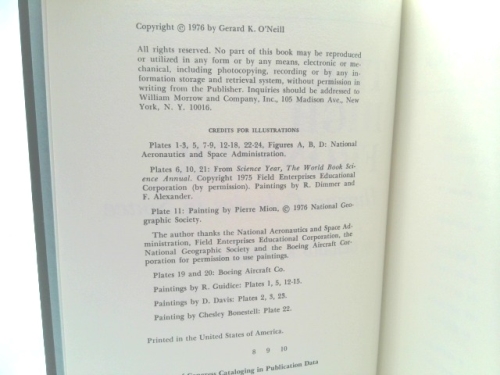 Copyright © 1976 by Gerard K. O'Neill
All rights reserved. No part of this book may be reproduced
or utilized in any form or by any means, electronic or me-
chanical, including photocopying, recording or by any in-
formation storage and retrieval system, without permission in
writing from the Publisher. Inquiries should be addressed to
William Morrow and Company, Inc., 105 Madison Ave., New
York, N. Y. 10016.
CREDITS FOR ILLUSTRATIONS
Plates 1-3, 5, 7-9, 12-18, 22-24, Figures A, B, D: National
Aeronautics and Space Administration.
Plates 6, 10, 21: From Science Year, The World Book Sci-
ence Annual. Copyright 1975 Field Enterprises Educational
Corporation (by permission). Paintings by R. Dimmer and
F. Alexander.
Plate 11: Painting by Pierre Mion, © 1976 National Geo-
graphic Society.
The author thanks the National Aeronautics and Space Ad-
ministration, Field Enterprises Educational Corporation, the
National Geographic Society and the Boeing Aircraft Cor-
poration for permission to use paintings.
Plates 19 and 20: Boeing Aircraft Co.
Paintings by R. Guidice: Plates 1, 5, 12-15.
Paintings by D. Davis: Plates 2, 3, 23.
Painting by Chesley Bonestell: Plate 22.
Printed in the United States of America.
8 9 10
Congress Cataloging in Publication Data